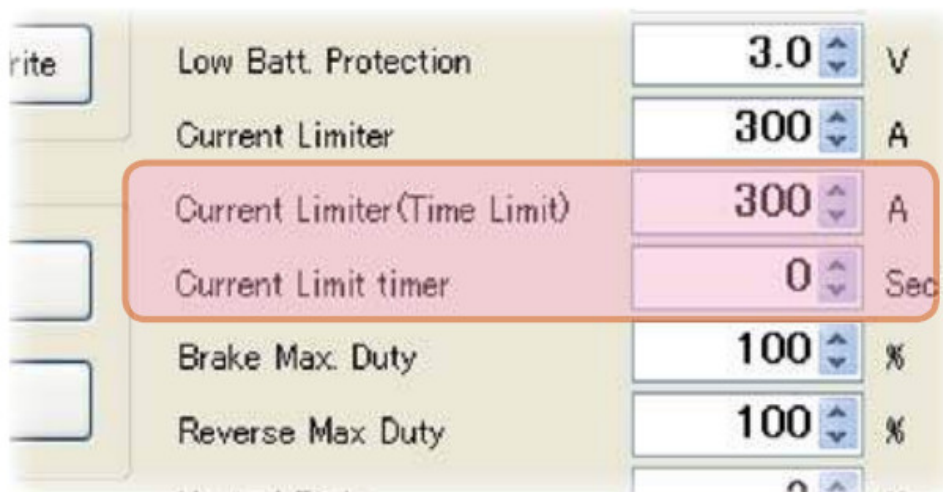 rite
Low Batt. Protection 3.0 V
Current Limiter 300 A
Current Limiter(Time Limit) 300 A
Current Limit timer 0 Sec
Brake Max. Duty 100 %
Reverse Max Duty 100 %